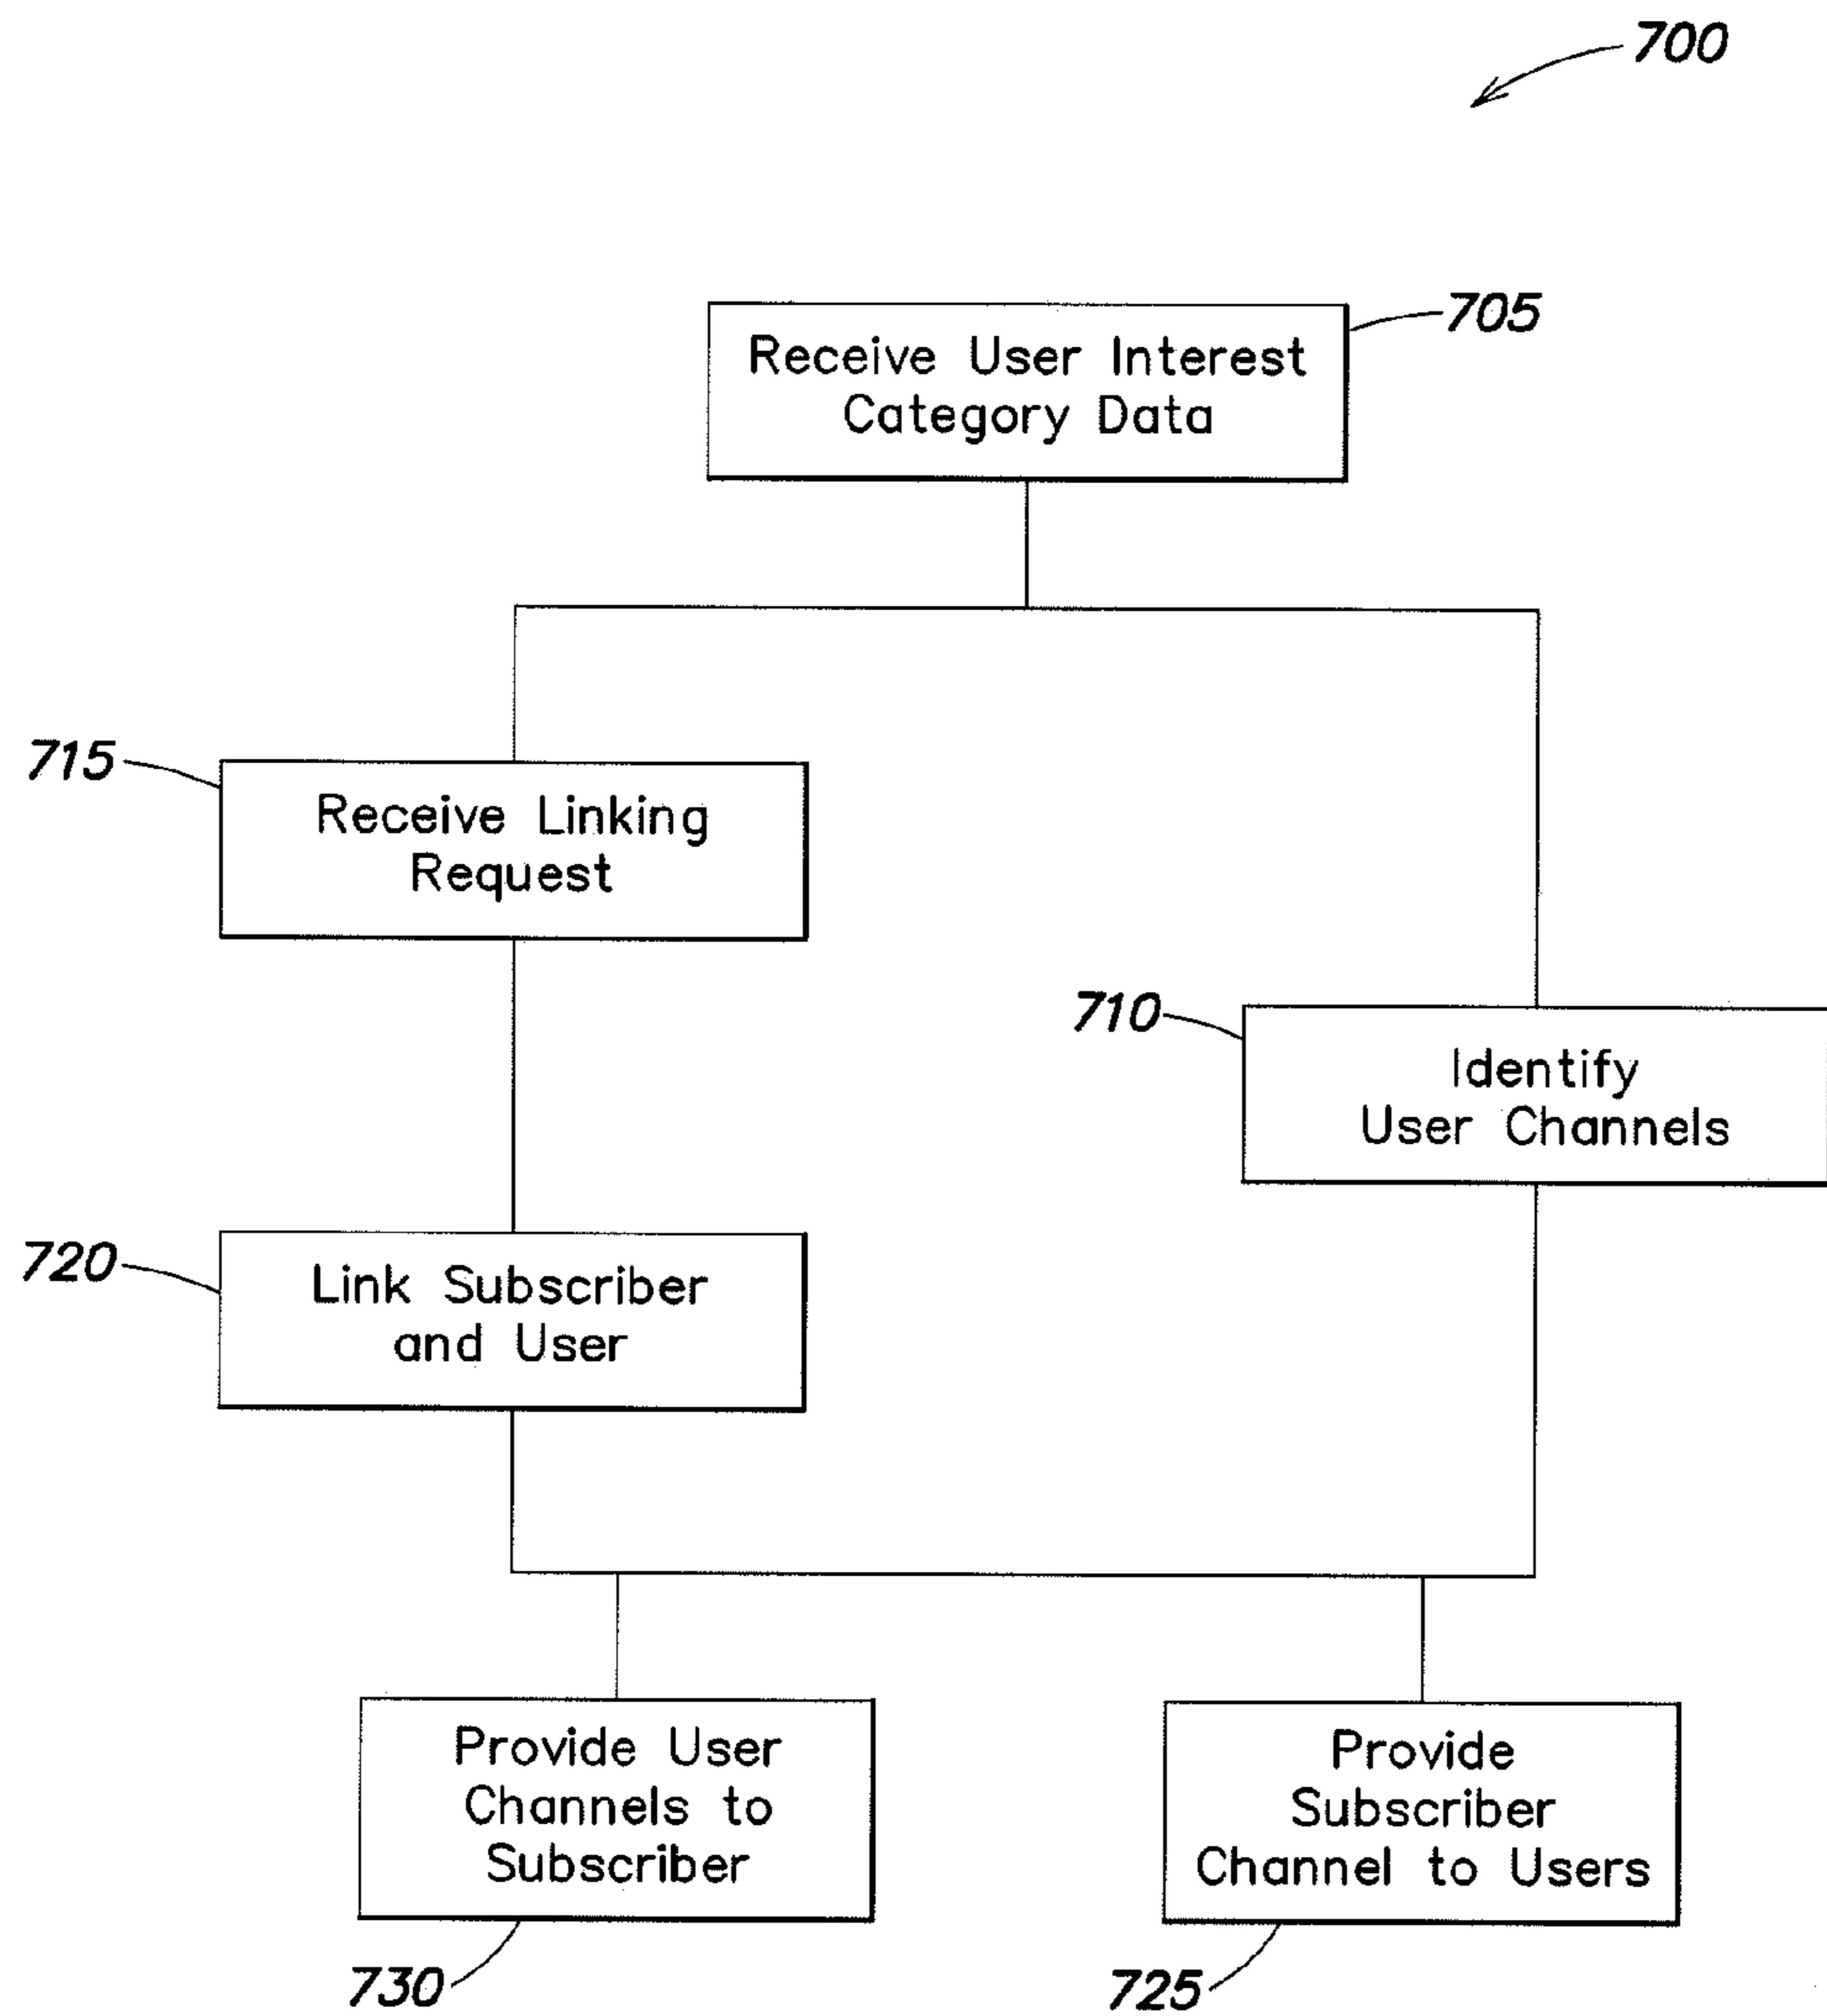 700
705
Receive User Interest
Category Data
715
Receive Linking
Request
710
Identify
User Channels
720
Link Subscriber
and User
Provide User
Channels to
Subscriber
730
Provide
Subscriber
Channel to Users
725